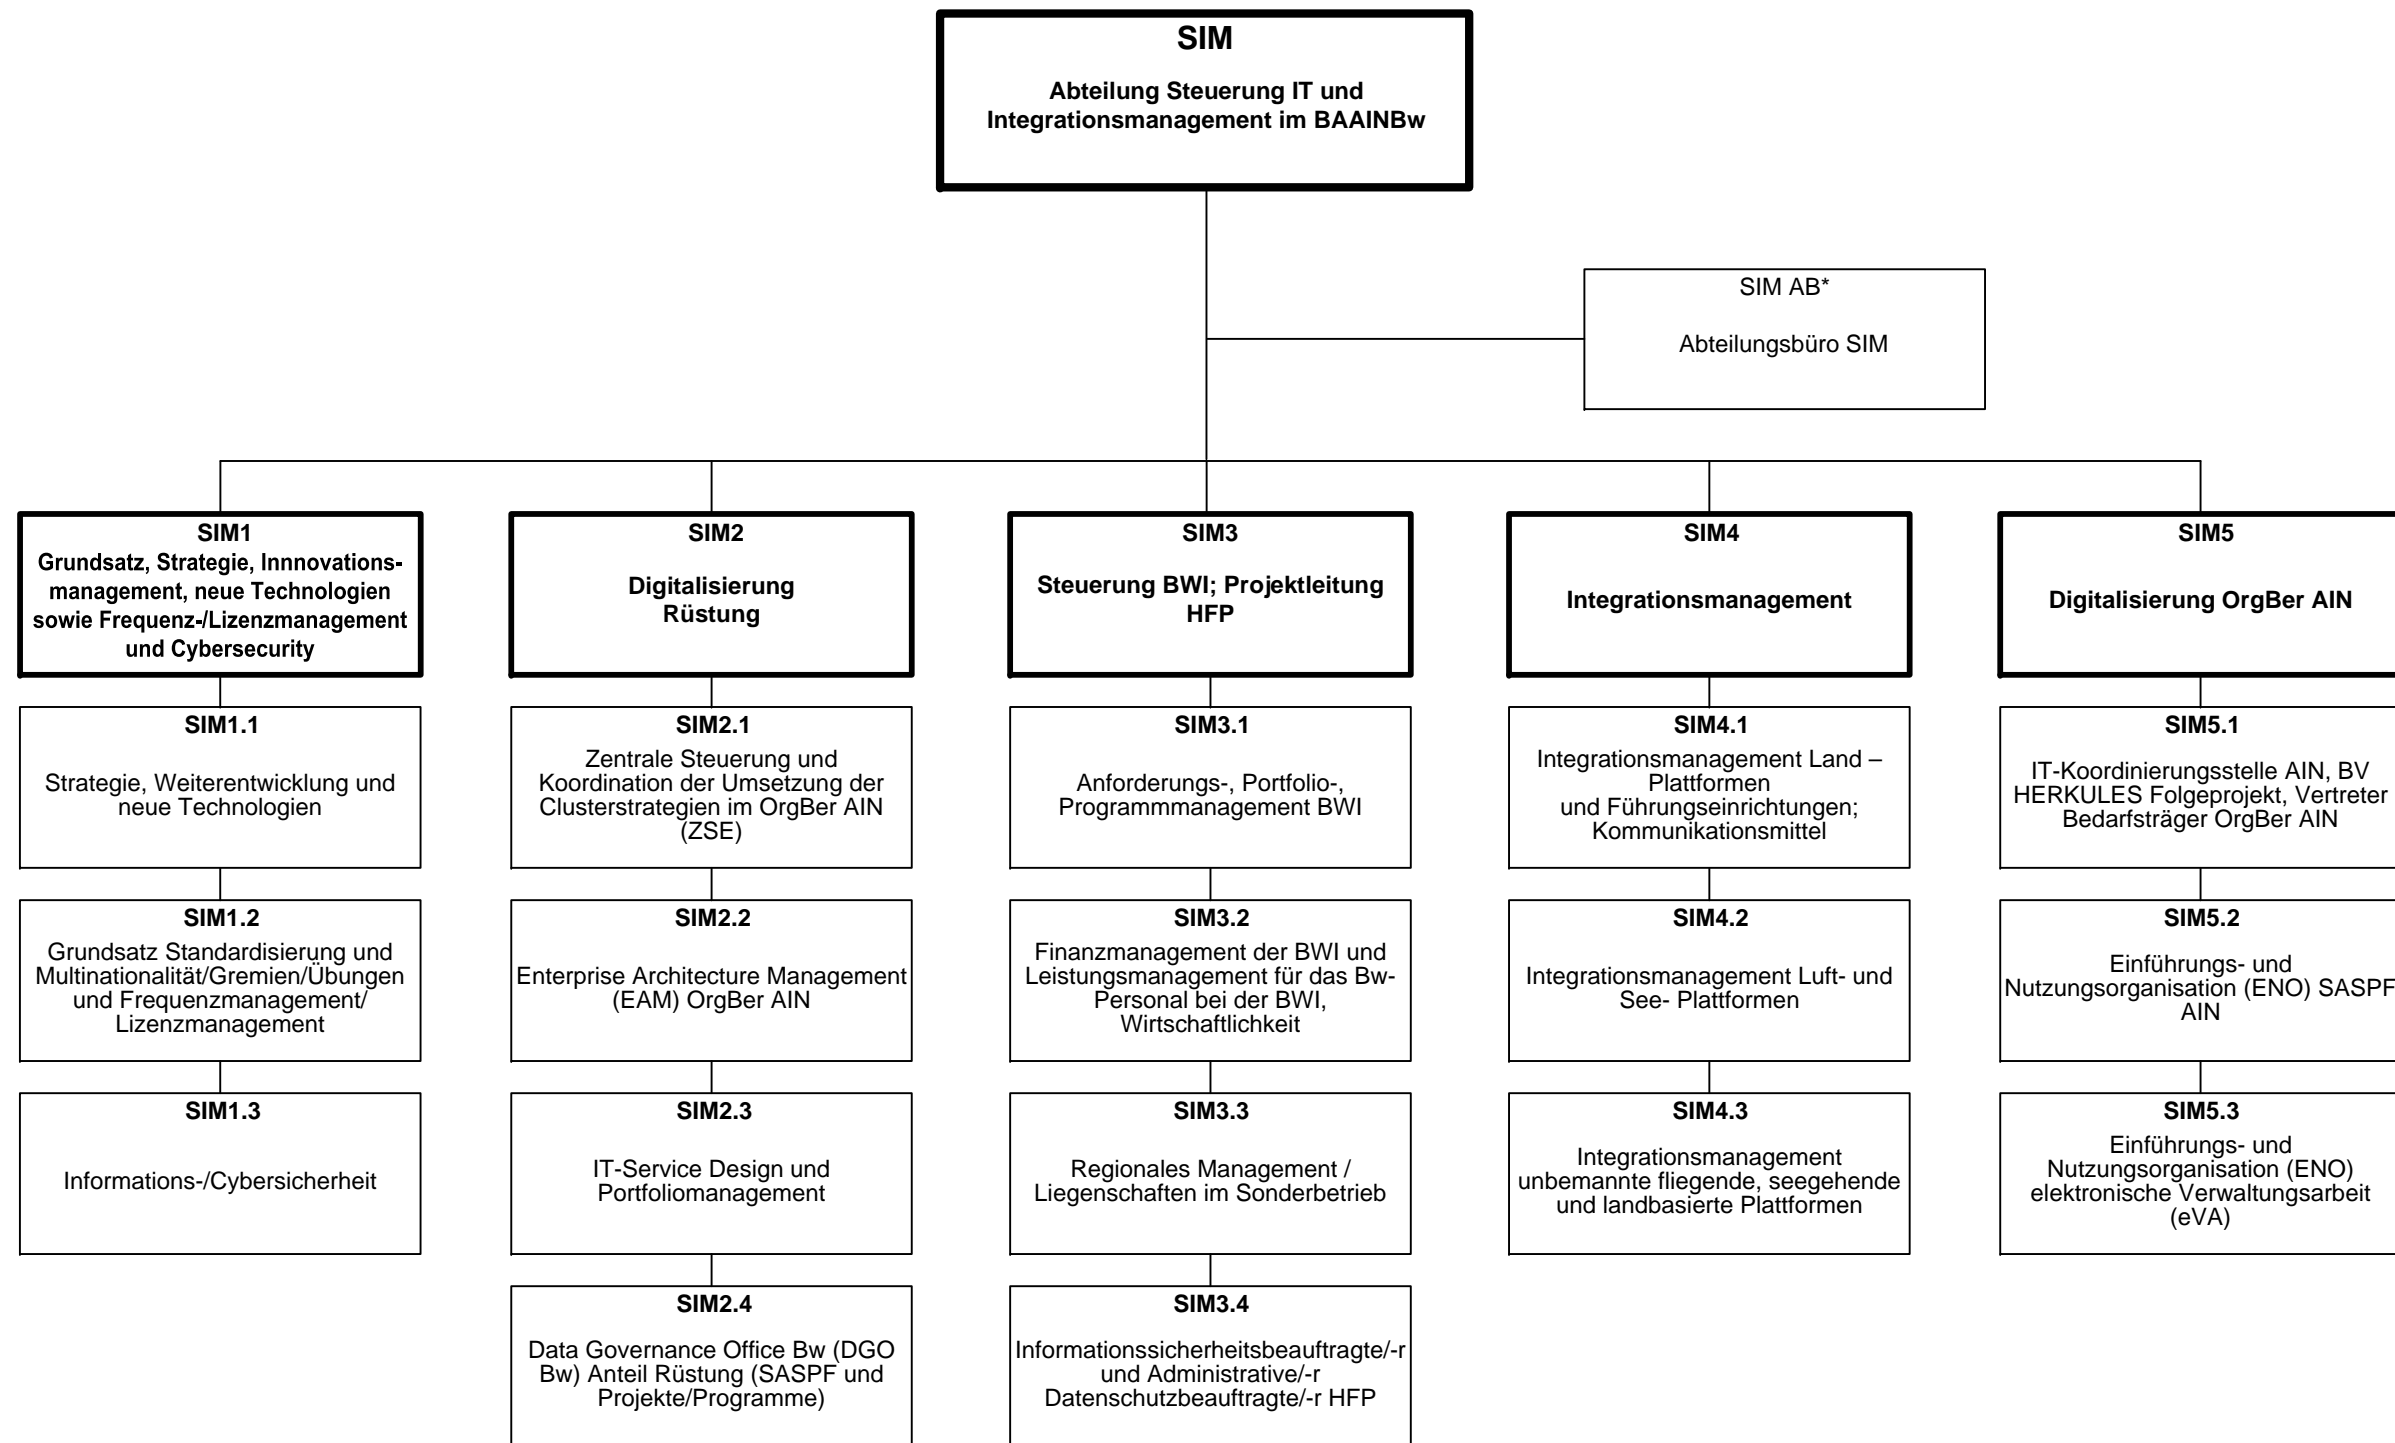 SIM
Abteilung Steuerung IT und
Integrationsmanagement im BAAINBw
SIM AB*
Abteilungsbüro SIM
SIM1
Grundsatz, Strategie, Innnovations-
management, neue Technologien
sowie Frequenz-/Lizenzmanagement
und Cybersecurity
SIM1.1
Strategie, Weiterentwicklung und
neue Technologien
SIM1.2
Grundsatz Standardisierung und
Multinationalität/Gremien/Übungen
und Frequenzmanagement/
Lizenzmanagement
SIM1.3
Informations-/Cybersicherheit
SIM2
Digitalisierung
Rüstung
SIM2.1
Zentrale Steuerung und
Koordination der Umsetzung der
Clusterstrategien im OrgBer AIN
(ZSE)
SIM2.2
Enterprise Architecture Management
(EAM) OrgBer AIN
SIM2.3
IT-Service Design und
Portfoliomanagement
SIM2.4
Data Governance Office Bw (DGO
Bw) Anteil Rüstung (SASPF und
Projekte/Programme)
SIM3
Steuerung BWI; Projektleitung
HFP
SIM3.1
Anforderungs-, Portfolio-,
Programmmanagement BWI
SIM3.2
Finanzmanagement der BWI und
Leistungsmanagement für das Bw-
Personal bei der BWI,
Wirtschaftlichkeit
SIM3.3
Regionales Management /
Liegenschaften im Sonderbetrieb
SIM3.4
Informationssicherheitsbeauftragte/-r
und Administrative/-r
Datenschutzbeauftragte/-r HFP
SIM4
Integrationsmanagement
SIM4.1
Integrationsmanagement Land –
Plattformen
und Führungseinrichtungen;
Kommunikationsmittel
SIM4.2
Integrationsmanagement Luft- und
See- Plattformen
SIM4.3
Integrationsmanagement
unbemannte fliegende, seegehende
und landbasierte Plattformen
SIM5
Digitalisierung OrgBer AIN
SIM5.1
IT-Koordinierungsstelle AIN, BV
HERKULES Folgeprojekt, Vertreter
Bedarfsträger OrgBer AIN
SIM5.2
Einführungs- und
Nutzungsorganisation (ENO) SASPF
AIN
SIM5.3
Einführungs- und
Nutzungsorganisation (ENO)
elektronische Verwaltungsarbeit
(eVA)